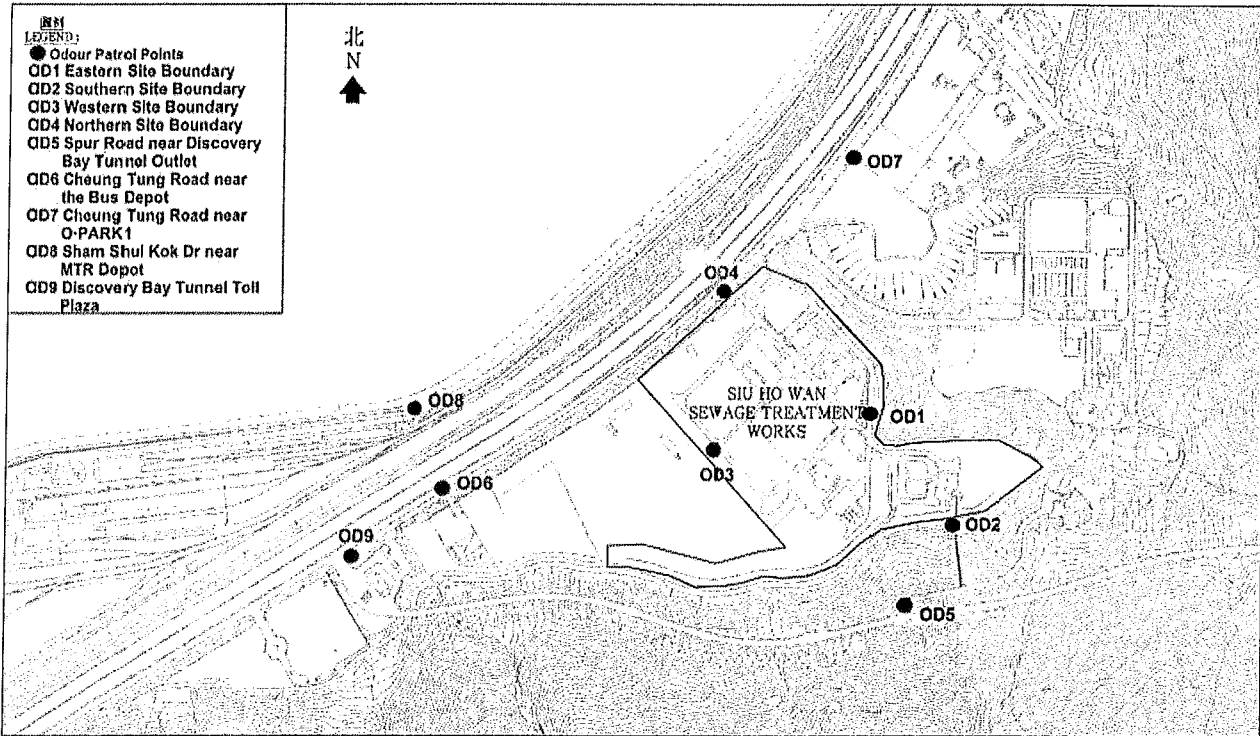 LEGEND:
Odour Patrol Points
OD1 Eastern Site Boundary
OD2 Southern Site Boundary
OD3 Western Site Boundary
OD4 Northern Site Boundary
OD5 Spur Road near Discovery
Bay Tunnel Outlet
OD6 Cheung Tung Road near
the Bus Depot
OD7 Cheung Tung Road near
O·PARK1
OD8 Sham Shui Kok Dr near
MTR Depot
OD9 Discovery Bay Tunnel Toll
Plaza
北
N
OD7
OD4
OD8
SIU HO WAN
SEWAGE TREATMENT
WORKS
OD1
OD3
OD6
OD2
OD9
OD5